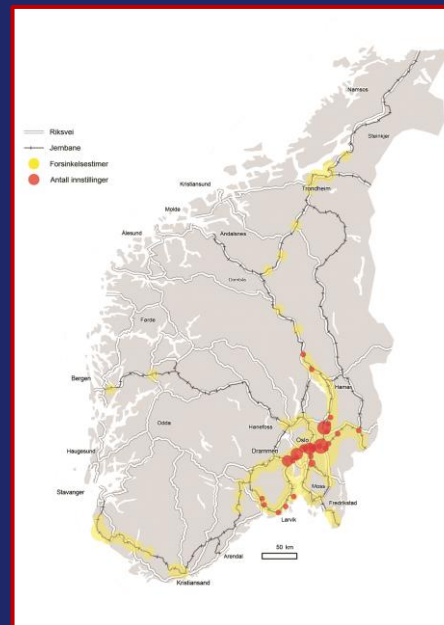 Namsos
Steinkjer
Riksvei
Jernbane
Forsinkelsestimer
Antall innstillinger
Kristiansund
Trondheim
Molde
Ålesund
Åndalsnes
Dombås
Førde
Bergen
Hamar
Odda
Hønefoss
Oslo
Haugesund
Drammen
Moss
Stavanger
Fredrikstad
Larvik
50 km
Arendal
Kristiansand